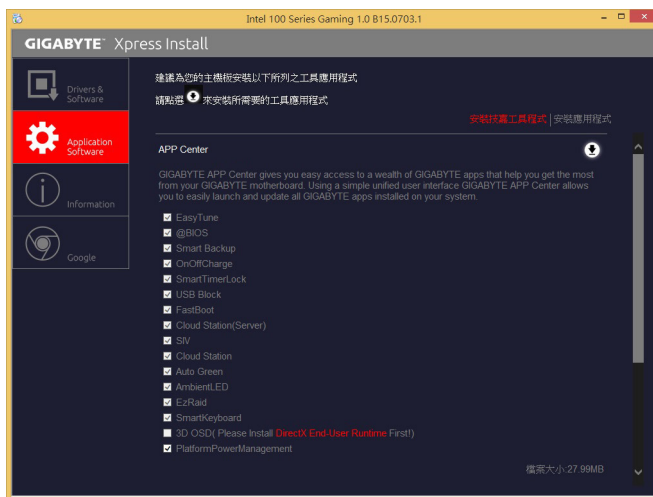 Intel 100 Series Gaming 1.0 B15.0703.1
GIGABYTE™ Xpress Install
Drivers & Software
Application Software
Information
Google
建議為您的主機板安裝以下所列之工具應用程式
請點選 來安裝所需要的工具應用程式
安裝技嘉工具程式|安裝應用程式
APP Center
GIGABYTE APP Center gives you easy access to a wealth of GIGABYTE apps that help you get the most
from your GIGABYTE motherboard. Using a simple unified user interface GIGABYTE APP Center allows
you to easily launch and update all GIGABYTE apps installed on your system.
EasyTune
@BIOS
Smart Backup
OnOffCharge
SmartTimerLock
USB Block
FastBoot
Cloud Station(Server)
SIV
Cloud Station
Auto Green
AmbientLED
EzRaid
SmartKeyboard
3D OSD( Please Install DirectX End-User Runtime First!)
PlatformPowerManagement
檔案大小:27.99MB